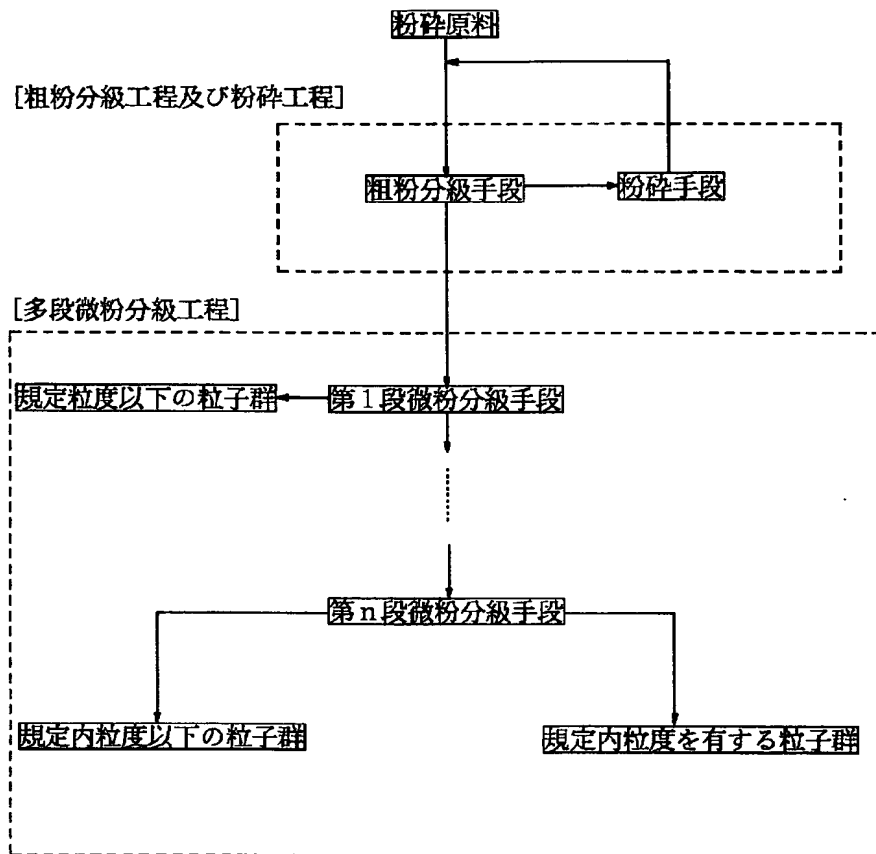 粉砕原料
[粗粉分級工程及び粉砕工程]
粗粉分級手段
粉砕手段
[多段微粉分級工程]
規定粒度以下の粒子群
第1段微粉分級手段
第n段微粉分級手段
規定内粒度以下の粒子群
規定内粒度を有する粒子群